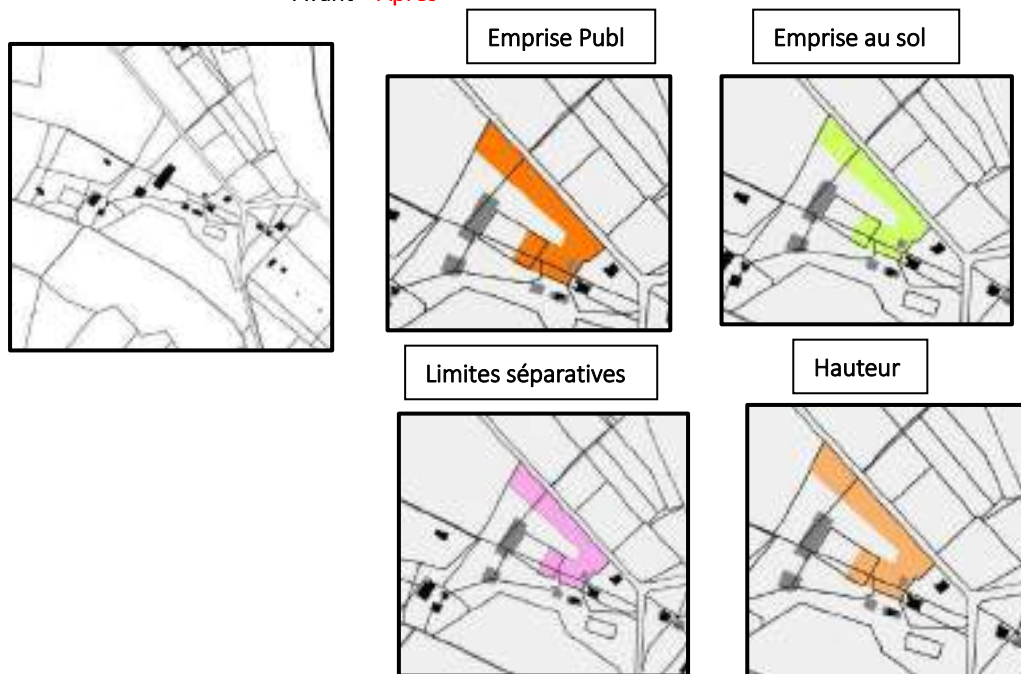 Avant - Après
Emprise Publ
Emprise au sol
Limites séparatives
Hauteur